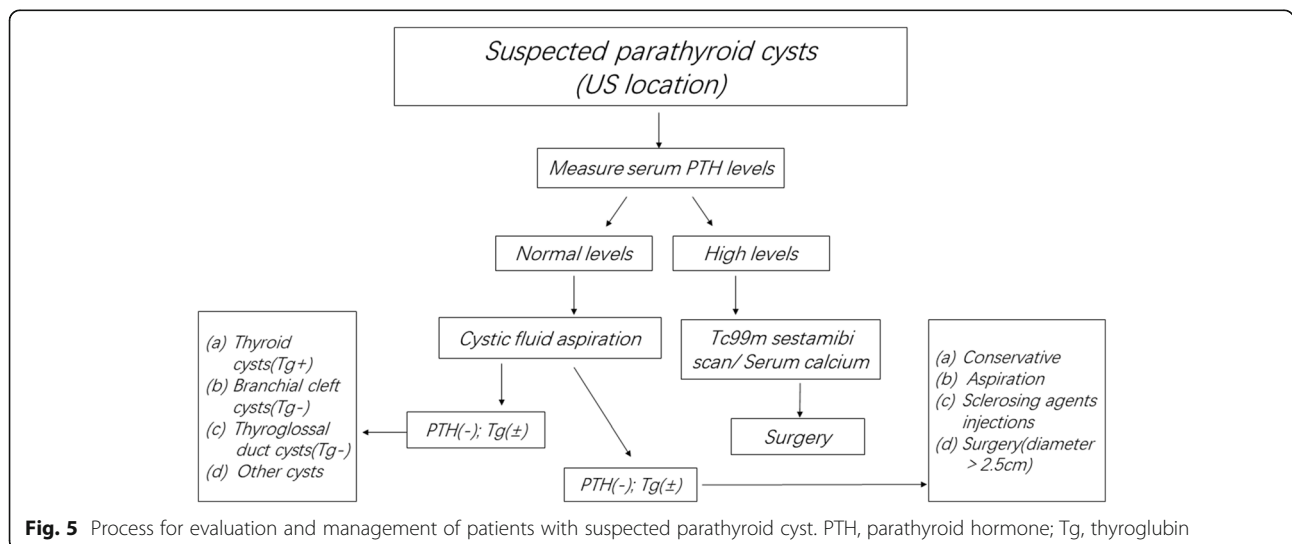 Suspected parathyroid cysts
(US location)
Measure serum PTH levels
Normal levels
High levels
Cystic fluid aspiration
Tc99m sestamibi
scan/ Serum calcium
(a) Thyroid
cysts(Tg+)
(b) Branchial cleft
cysts(Tg-)
(c) Thyroglossal
duct cysts(Tg-)
(d) Other cysts
PTH(-); Tg(±)
Surgery
PTH(-); Tg(±)
(a) Conservative
(b) Aspiration
(c) Sclerosing agents
injections
(d) Surgery(diameter
> 2.5cm)
Fig. 5 Process for evaluation and management of patients with suspected parathyroid cyst. PTH, parathyroid hormone; Tg, thyroglubin